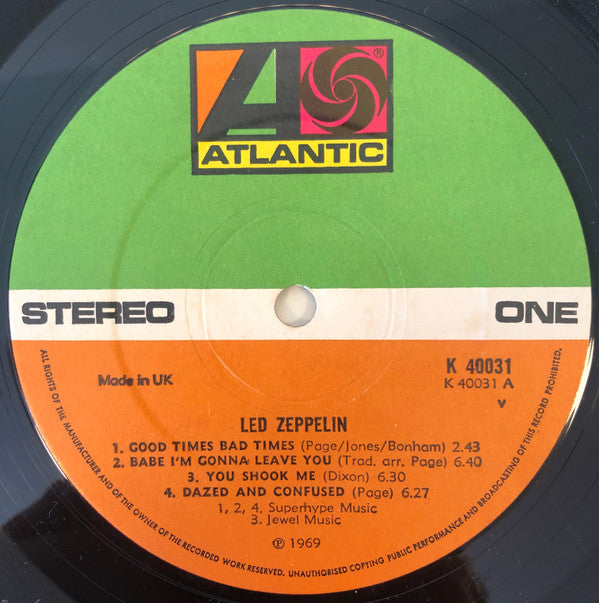 ®
ATLANTIC
STEREO
ONE
K 40031
K 40031 A
Made in UK
v
LED ZEPPELIN
1. GOOD TIMES BAD TIMES (Page/Jones/Bonham) 2.43
2. BABE I'M GONNA LEAVE YOU (Trad. arr. Page) 6.40
3. YOU SHOOK ME (Dixon) 6.30
4. DAZED AND CONFUSED (Page) 6.27
1, 2, 4. Superhype Music
3. Jewel Music
℗ 1969
ALL RIGHTS OF THE MANUFACTURER AND OF THE OWNER OF THE RECORDED WORK RESERVED. UNAUTHORISED COPYING PUBLIC PERFORMANCE AND BROADCASTING OF THIS RECORD PROHIBITED.